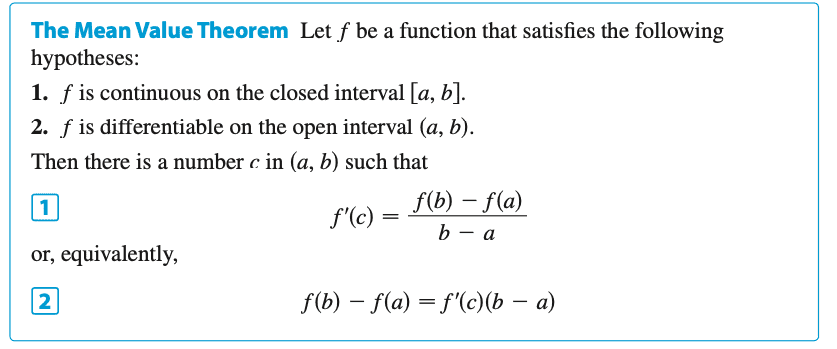 The Mean Value Theorem Let f be a function that satisfies the following
hypotheses:
1. f is continuous on the closed interval [a, b].
2. f is differentiable on the open interval (a, b).
Then there is a number c in (a, b) such that
1 f′(c) = \frac{f(b) − f(a)}{b − a}
or, equivalently,
2 f(b) − f(a) = f′(c)(b − a)